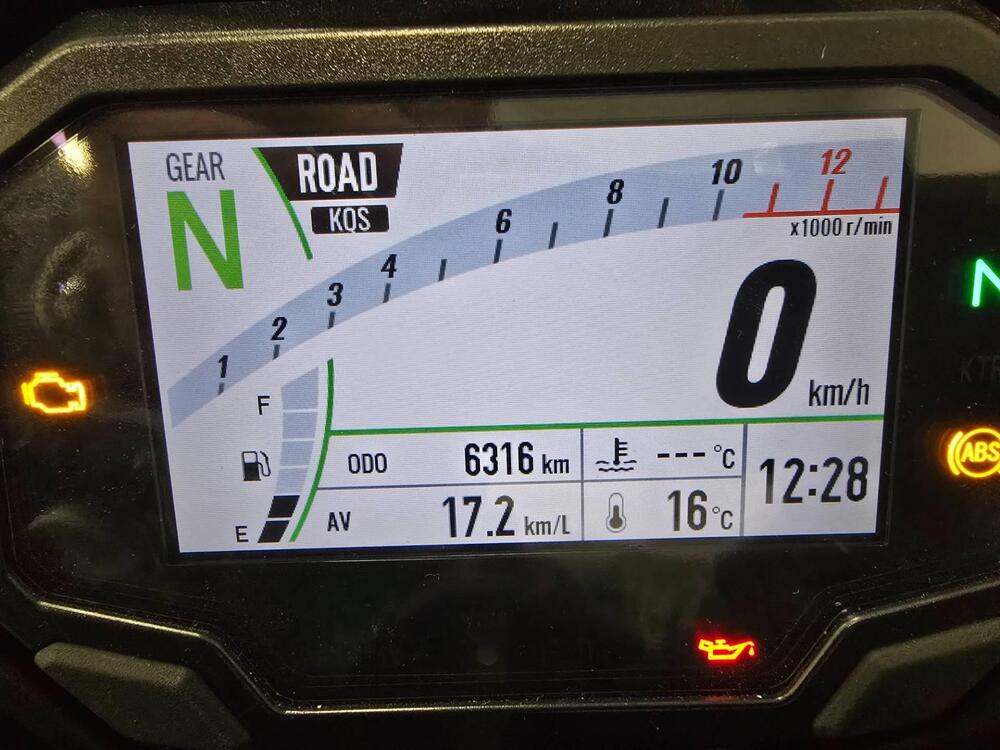 GEAR
N
ROAD
KQS
1 2 3 4 6 8 10 12
x1000 r/min
0 km/h
N
KTR
ABS
F
E
ODO 6316 km
--- °C
12:28
AV 17.2 km/L
16 °C